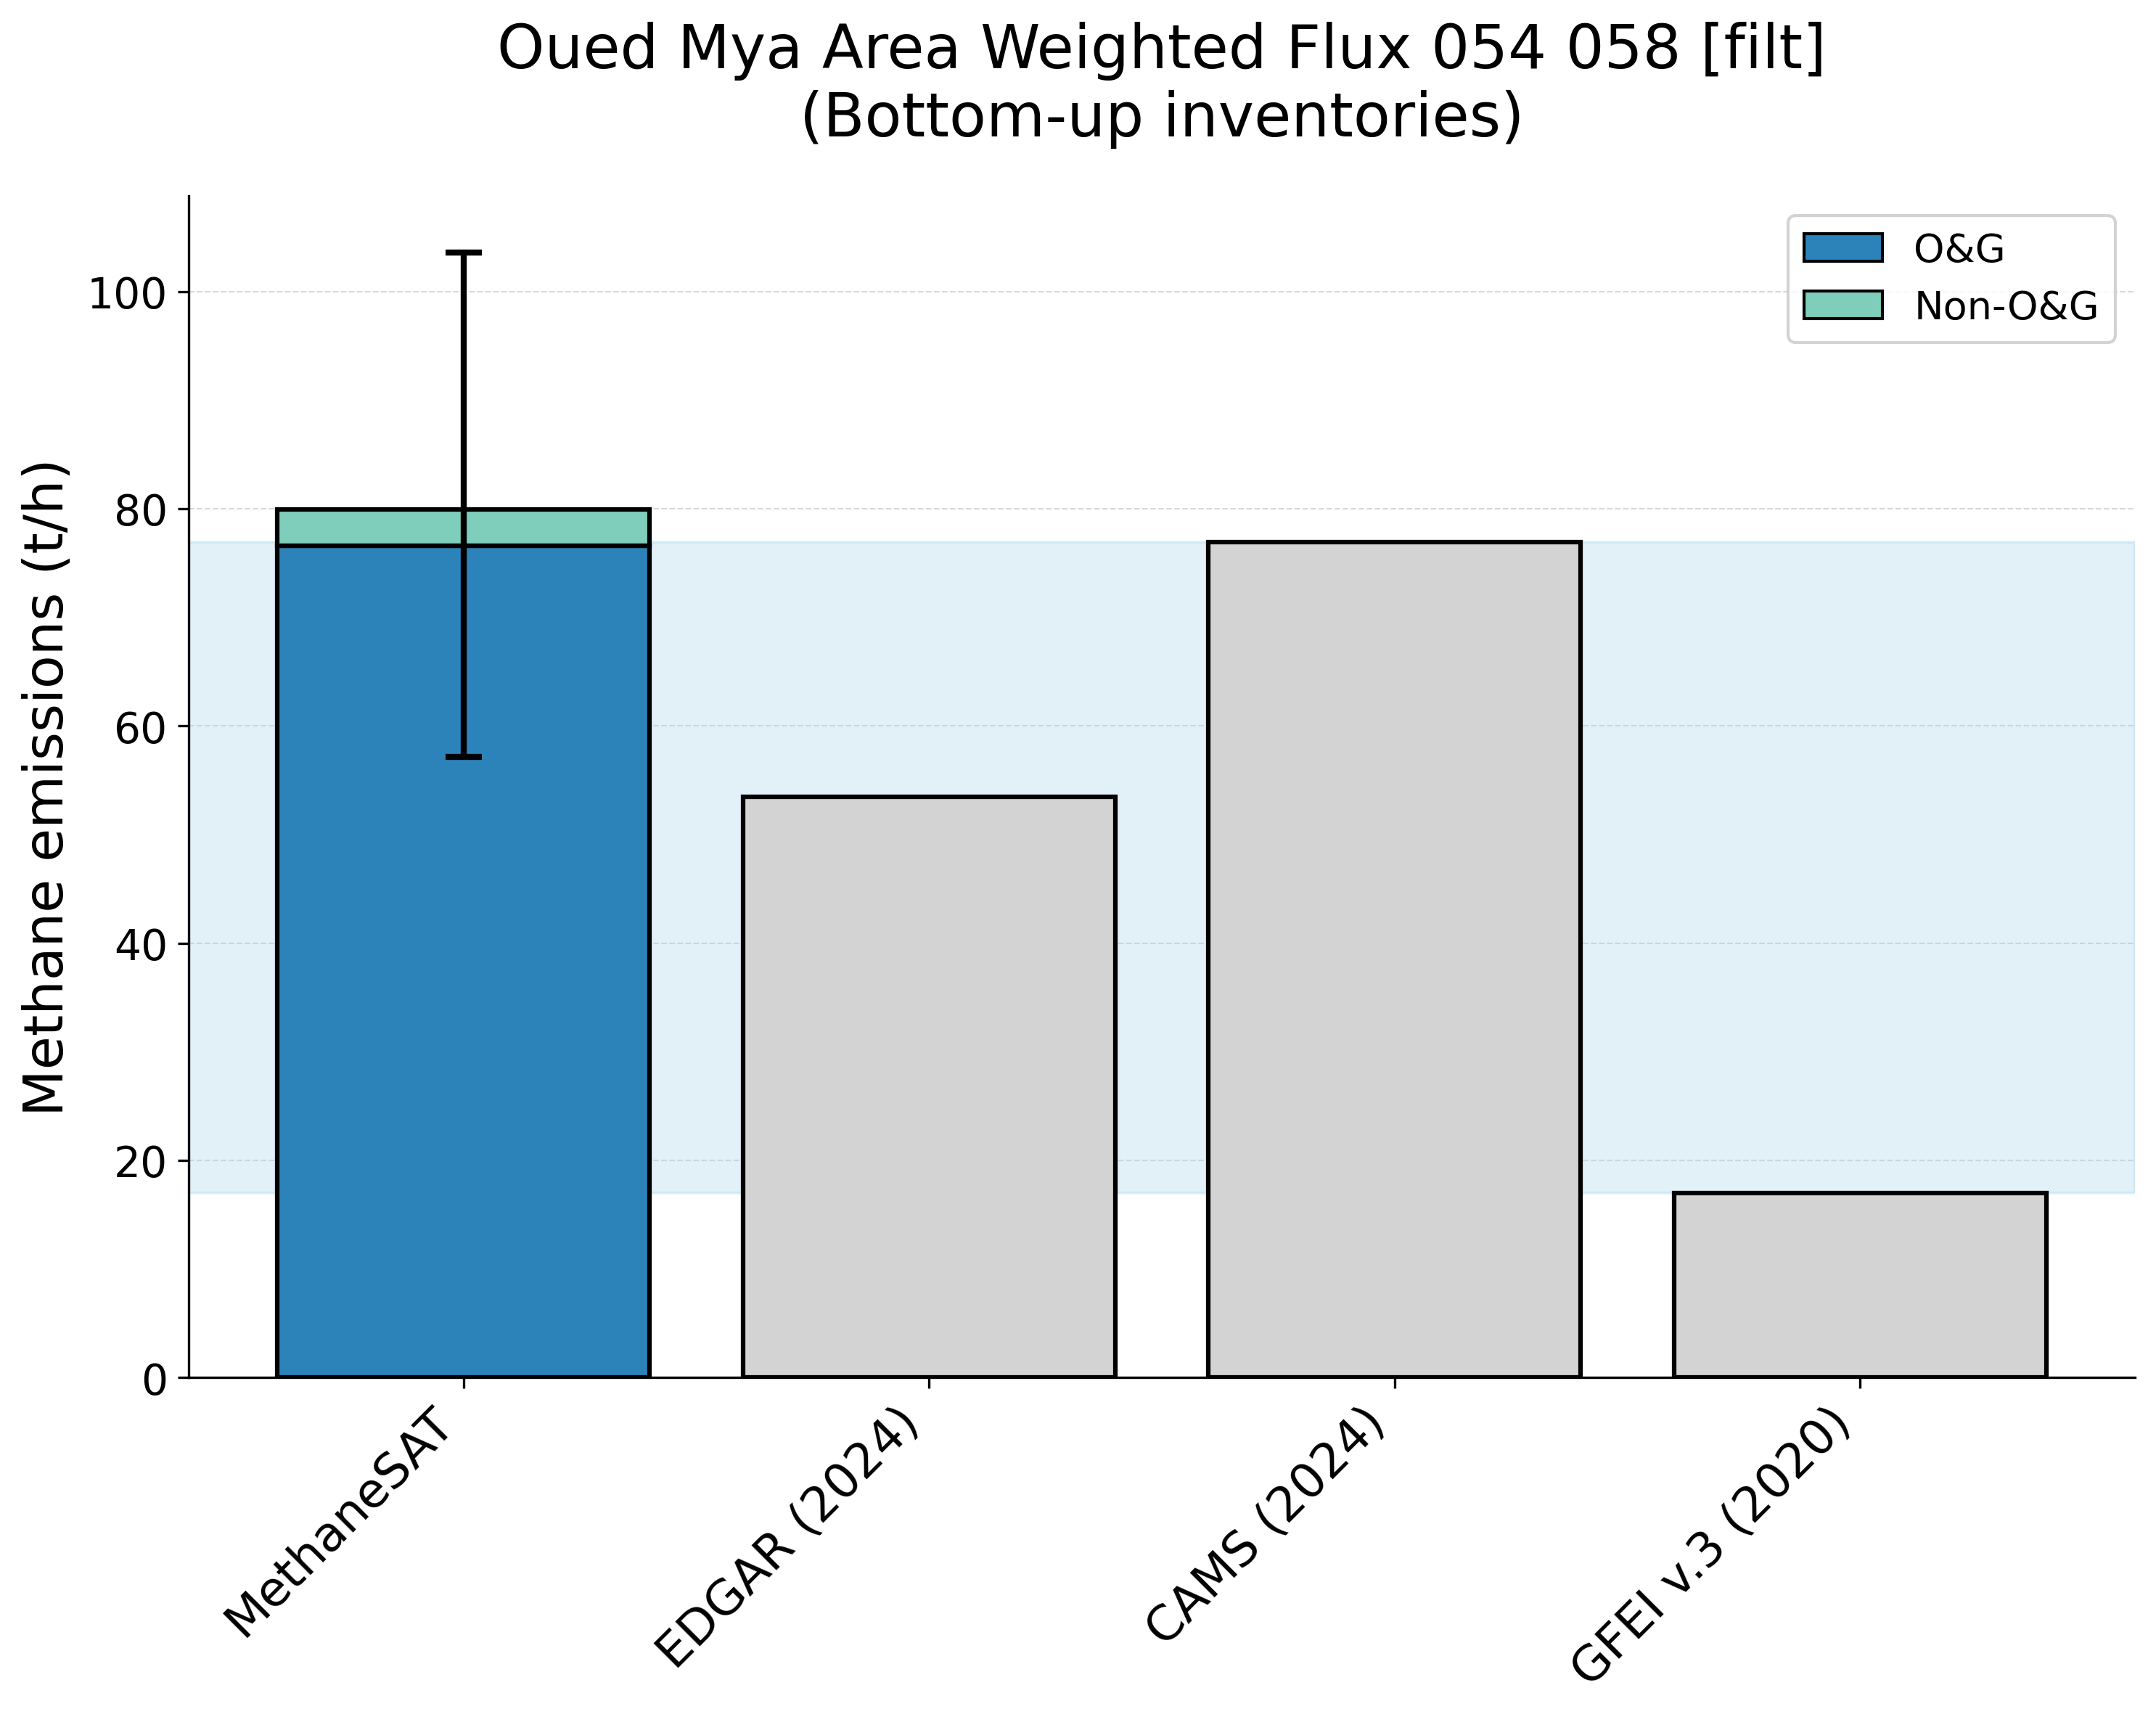 Oued Mya Area Weighted Flux 054 058 [filt]
(Bottom-up inventories)
O&G
Non-O&G
Methane emissions (t/h)
100
80
60
40
20
0
MethaneSAT
EDGAR (2024)
CAMS (2024)
GFEI v.3 (2020)